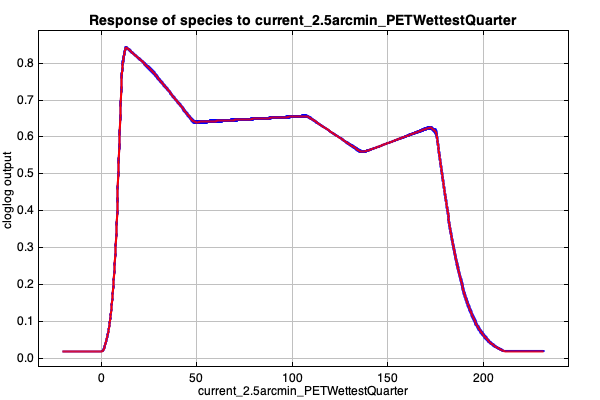 Response of species to current_2.5arcmin_PETWettestQuarter
cloglog output
0.8
0.7
0.6
0.5
0.4
0.3
0.2
0.1
0.0
0 50 100 150 200
current_2.5arcmin_PETWettestQuarter